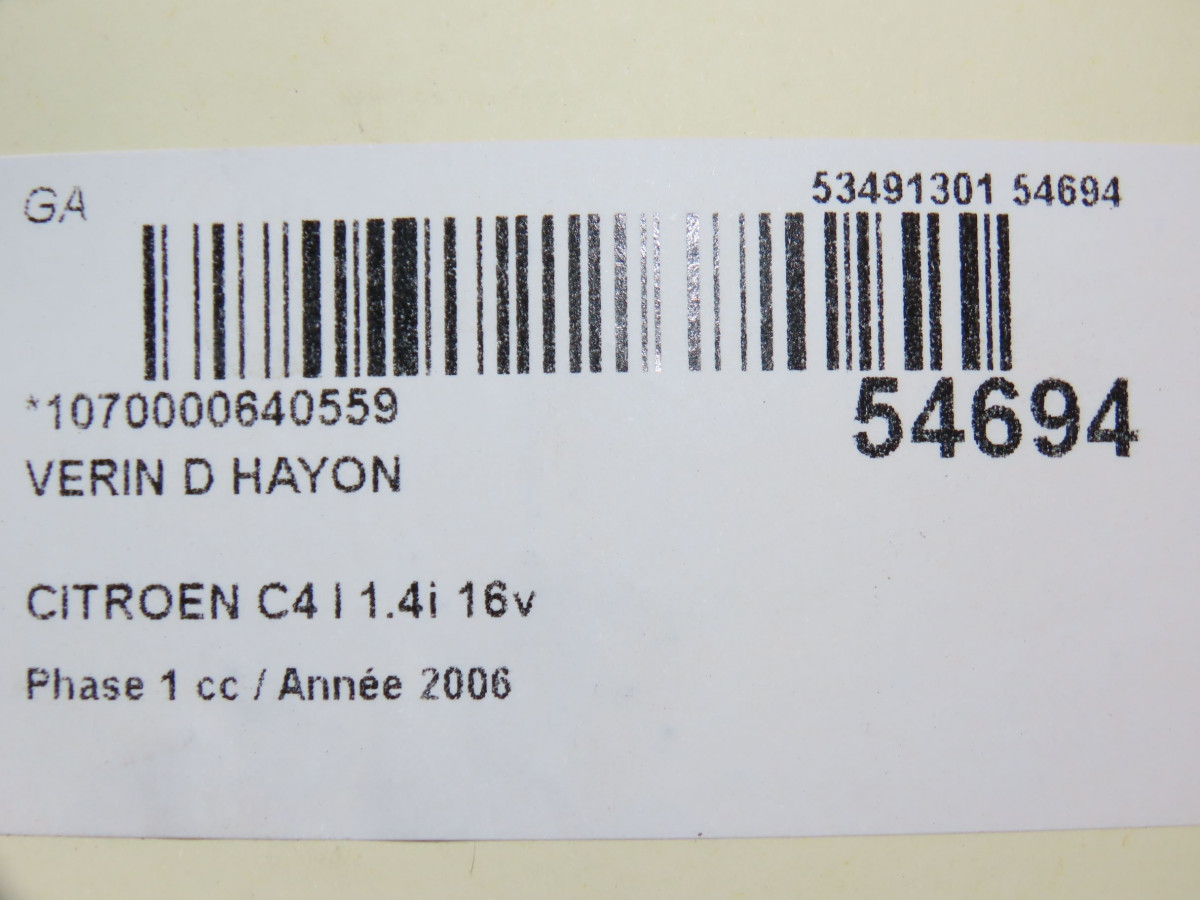 GA
53491301 54694
*1070000640559
54694
VERIN D HAYON
CITROEN C4 I 1.4i 16v
Phase 1 cc / Année 2006